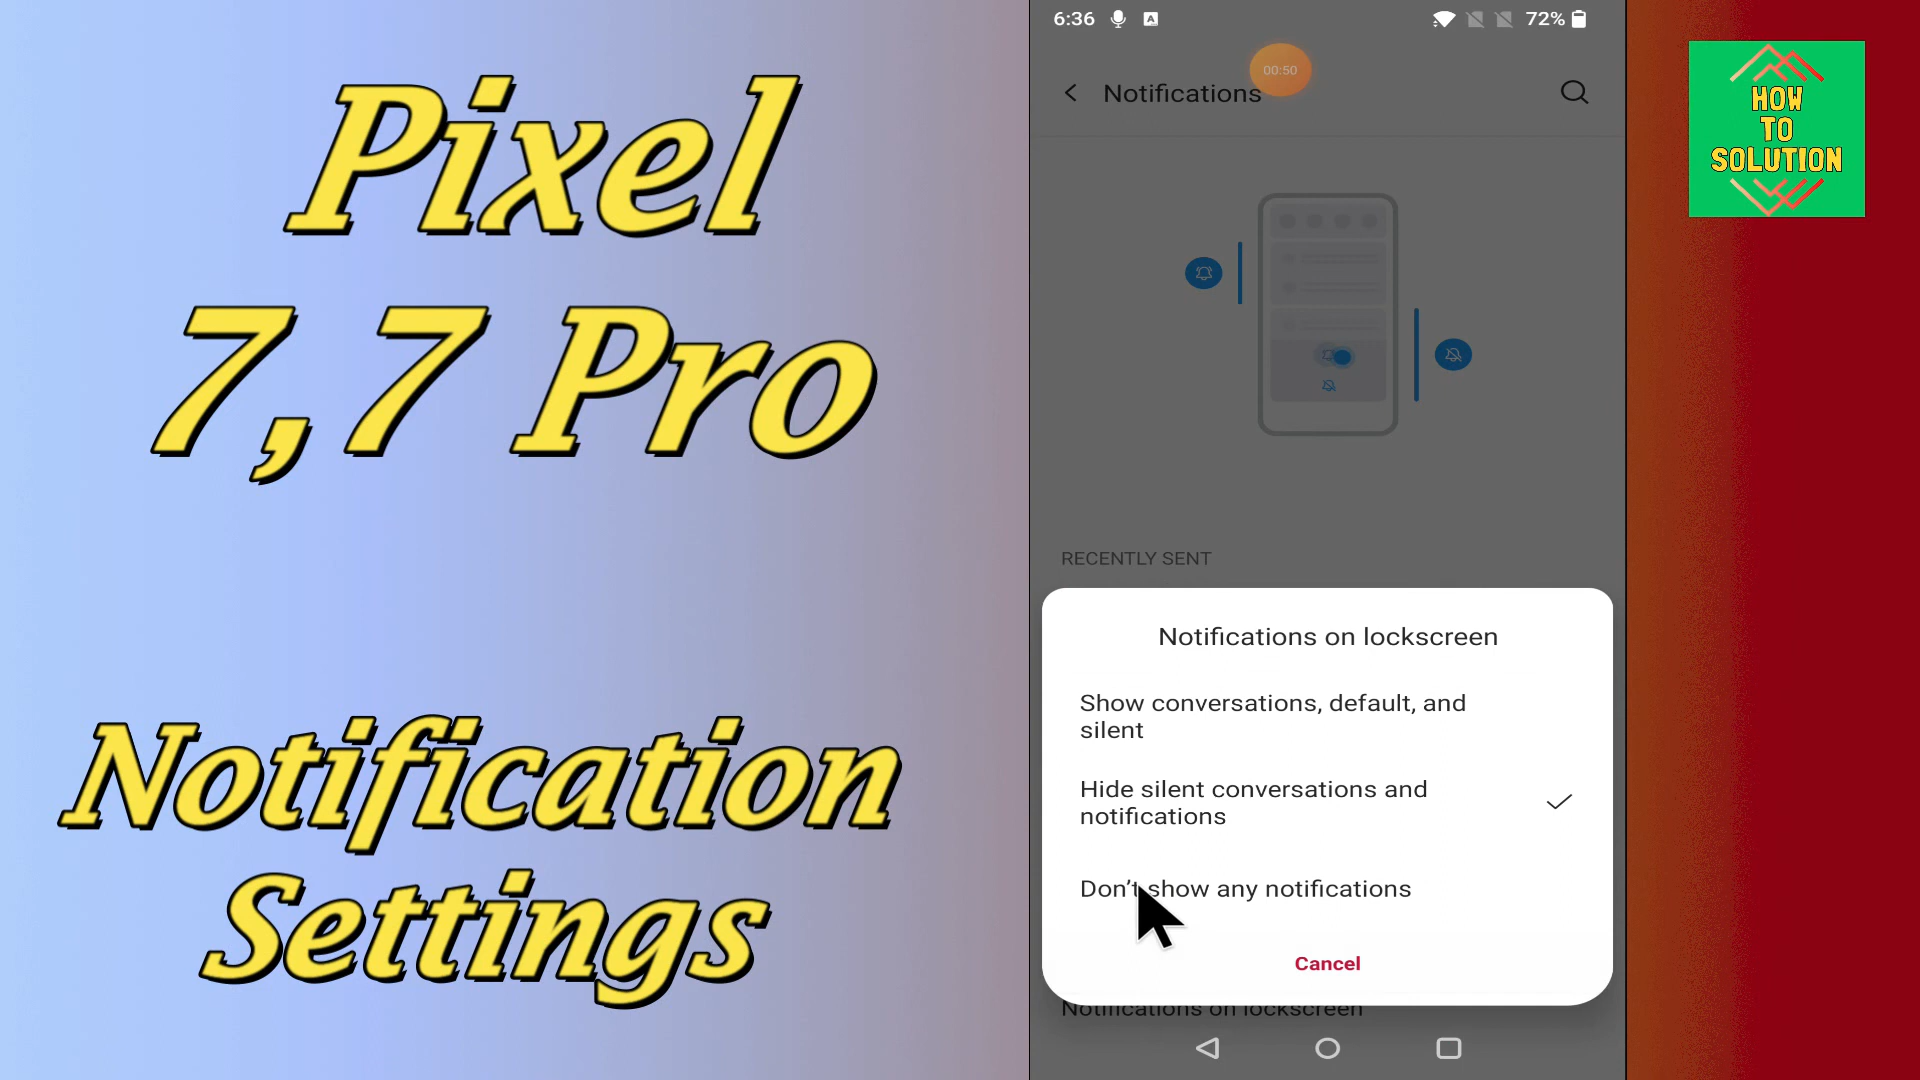 Pixel
7,7 Pro
Notification
Settings
6:36
A
72%
00:50
Notifications
RECENTLY SENT
Notifications on lockscreen
Show conversations, default, and
silent
Hide silent conversations and
notifications
Don't show any notifications
Cancel
Notifications on lockscreen
HOW
TO
SOLUTION